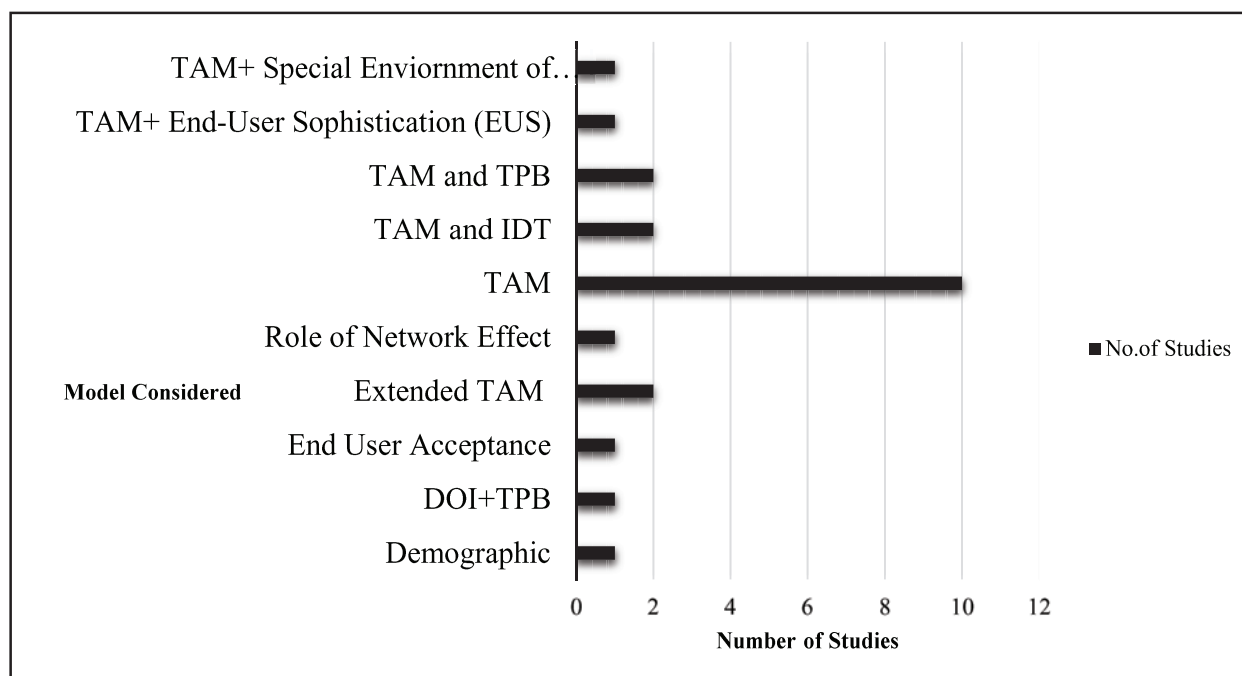 TAM+ Special Enviornment of…
TAM+ End-User Sophistication (EUS)
TAM and TPB
TAM and IDT
TAM
Role of Network Effect
Model Considered
Extended TAM
End User Acceptance
DOI+TPB
Demographic
0 2 4 6 8 10 12
Number of Studies
No.of Studies